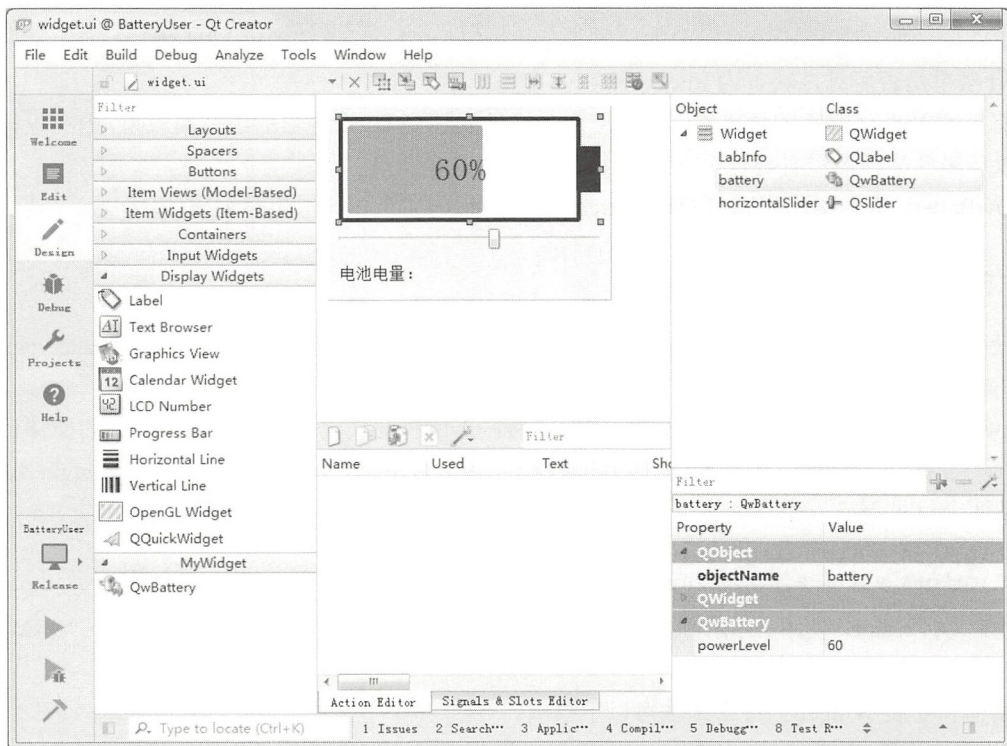 widget.ui @ BatteryUser - Qt Creator
File Edit Build Debug Analyze Tools Window Help
widget.ui
Filter
Layouts
Spacers
Buttons
Item Views (Model-Based)
Item Widgets (Item-Based)
Containers
Input Widgets
Display Widgets
Label
Text Browser
Graphics View
Calendar Widget
LCD Number
Progress Bar
Horizontal Line
Vertical Line
OpenGL Widget
QQuickWidget
MyWidget
QwBattery
Welcome
Edit
Design
Debug
Projects
Help
BatteryUser
Release
60%
电池电量：
Filter
Name Used Text Sho
Action Editor Signals & Slots Editor
Object Class
Widget QWidget
LabInfo QLabel
battery QwBattery
horizontalSlider QSlider
Filter
battery : QwBattery
Property Value
QObject
objectName battery
QWidget
QwBattery
powerLevel 60
Type to locate (Ctrl+K) 1 Issues 2 Search… 3 Applic… 4 Compil… 5 Debugg… 8 Test R…